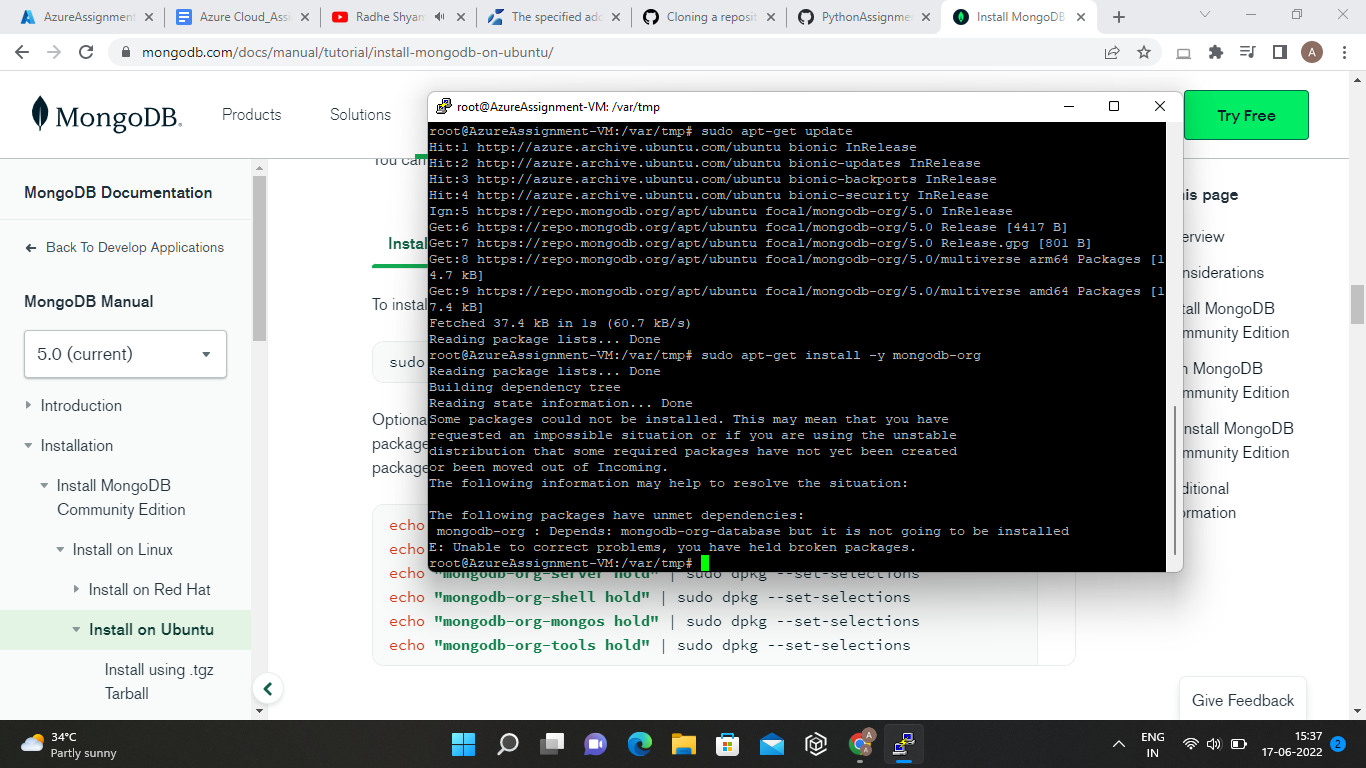 AzureAssignment
Azure Cloud_Assi
Radhe Shyam
The specified add
Cloning a reposit
PythonAssignme
Install MongoDB
mongodb.com/docs/manual/tutorial/install-mongodb-on-ubuntu/
A
MongoDB.
Products
Solutions
Try Free
MongoDB Documentation
Back To Develop Applications
MongoDB Manual
5.0 (current)
Introduction
Installation
Install MongoDB
Community Edition
Install on Linux
Install on Red Hat
Install on Ubuntu
Install using .tgz
Tarball
You can
Instal
To instal
sudo
Optiona
package
package
root@AzureAssignment-VM: /var/tmp
root@AzureAssignment-VM:/var/tmp# sudo apt-get update
Hit:1 http://azure.archive.ubuntu.com/ubuntu bionic InRelease
Hit:2 http://azure.archive.ubuntu.com/ubuntu bionic-updates InRelease
Hit:3 http://azure.archive.ubuntu.com/ubuntu bionic-backports InRelease
Hit:4 http://azure.archive.ubuntu.com/ubuntu bionic-security InRelease
Ign:5 https://repo.mongodb.org/apt/ubuntu focal/mongodb-org/5.0 InRelease
Get:6 https://repo.mongodb.org/apt/ubuntu focal/mongodb-org/5.0 Release [4417 B]
Get:7 https://repo.mongodb.org/apt/ubuntu focal/mongodb-org/5.0 Release.gpg [801 B]
Get:8 https://repo.mongodb.org/apt/ubuntu focal/mongodb-org/5.0/multiverse arm64 Packages [1
4.7 kB]
Get:9 https://repo.mongodb.org/apt/ubuntu focal/mongodb-org/5.0/multiverse amd64 Packages [1
7.4 kB]
Fetched 37.4 kB in 1s (60.7 kB/s)
Reading package lists... Done
root@AzureAssignment-VM:/var/tmp# sudo apt-get install -y mongodb-org
Reading package lists... Done
Building dependency tree
Reading state information... Done
Some packages could not be installed. This may mean that you have
requested an impossible situation or if you are using the unstable
distribution that some required packages have not yet been created
or been moved out of Incoming.
The following information may help to resolve the situation:
The following packages have unmet dependencies:
mongodb-org : Depends: mongodb-org-database but it is not going to be installed
E: Unable to correct problems, you have held broken packages.
root@AzureAssignment-VM:/var/tmp#
echo
echo
echo "mongodb-org-server hold" | sudo dpkg --set-selections
echo "mongodb-org-shell hold" | sudo dpkg --set-selections
echo "mongodb-org-mongos hold" | sudo dpkg --set-selections
echo "mongodb-org-tools hold" | sudo dpkg --set-selections
his page
erview
nsiderations
tall MongoDB
mmunity Edition
n MongoDB
mmunity Edition
nstall MongoDB
mmunity Edition
ditional
ormation
Give Feedback
34°C
Partly sunny
A
A
ENG
IN
15:37
17-06-2022
2